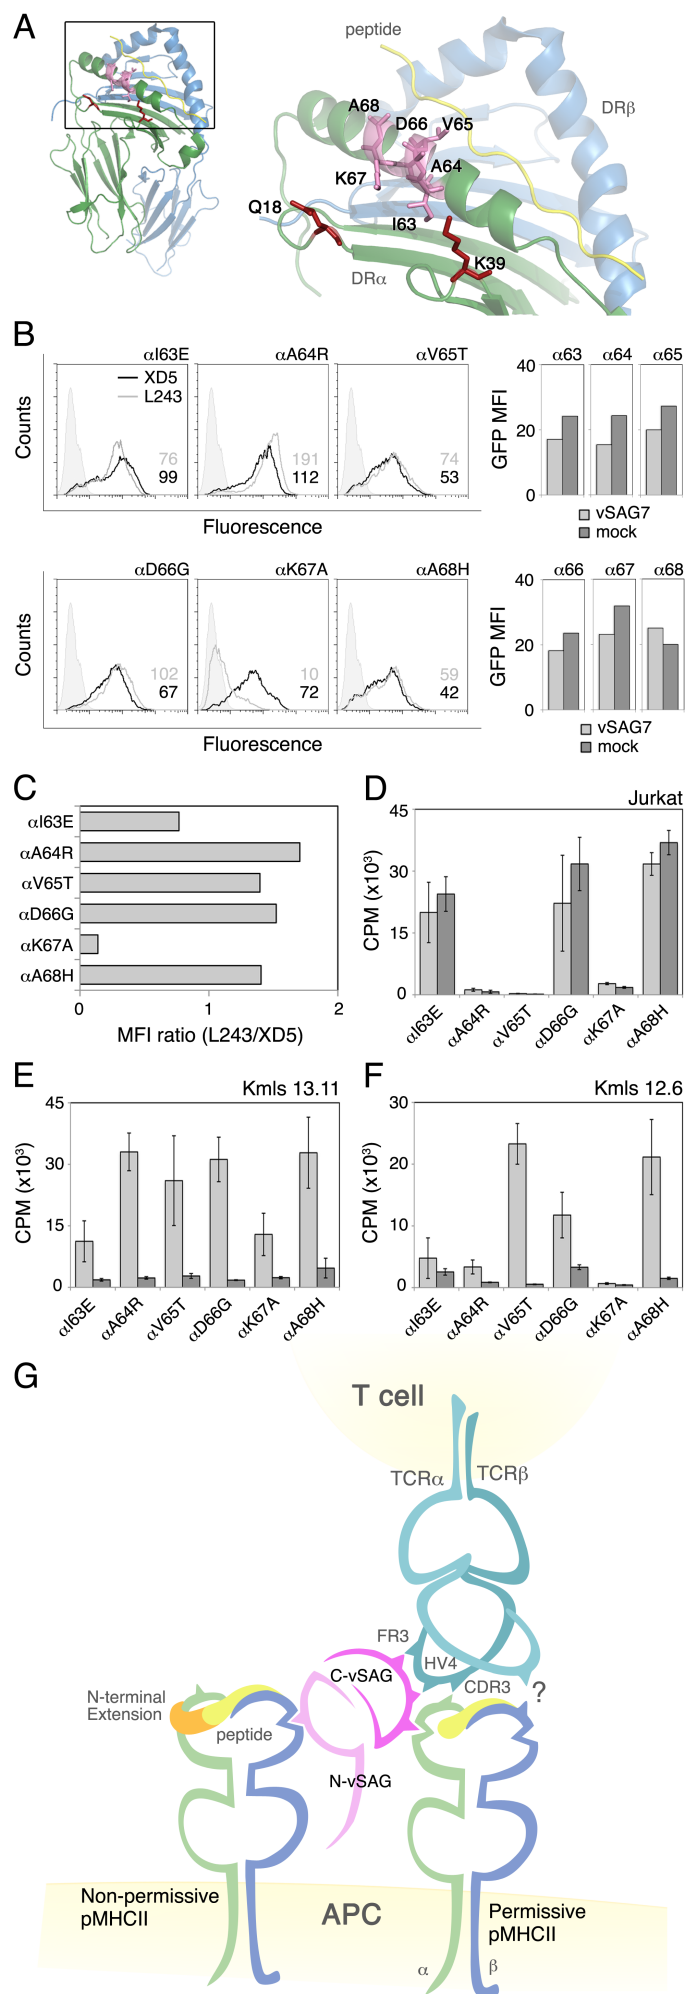 A
peptide
DRβ
A68
D66
V65
A64
K67
Q18
I63
K39
DRα
B
αI63E
αA64R
αV65T
α63
α64
α65
XD5
L243
Counts
76
99
191
112
74
53
Fluorescence
GFP MFI
40
20
0
vSAG7
mock
αD66G
αK67A
αA68H
α66
α67
α68
Counts
102
67
10
72
59
42
Fluorescence
GFP MFI
40
20
0
vSAG7
mock
C
αI63E
αA64R
αV65T
αD66G
αK67A
αA68H
0
1
2
MFI ratio (L243/XD5)
D
Jurkat
CPM (x10³)
45
30
15
0
αI63E
αA64R
αV65T
αD66G
αK67A
αA68H
E
Kmls 13.11
CPM (x10³)
45
30
15
0
αI63E
αA64R
αV65T
αD66G
αK67A
αA68H
F
Kmls 12.6
CPM (x10³)
30
20
10
0
αI63E
αA64R
αV65T
αD66G
αK67A
αA68H
G
T cell
TCRα
TCRβ
FR3
HV4
C-vSAG
CDR3
?
N-terminal
Extension
peptide
N-vSAG
Non-permissive
pMHCII
APC
Permissive
pMHCII
α
β